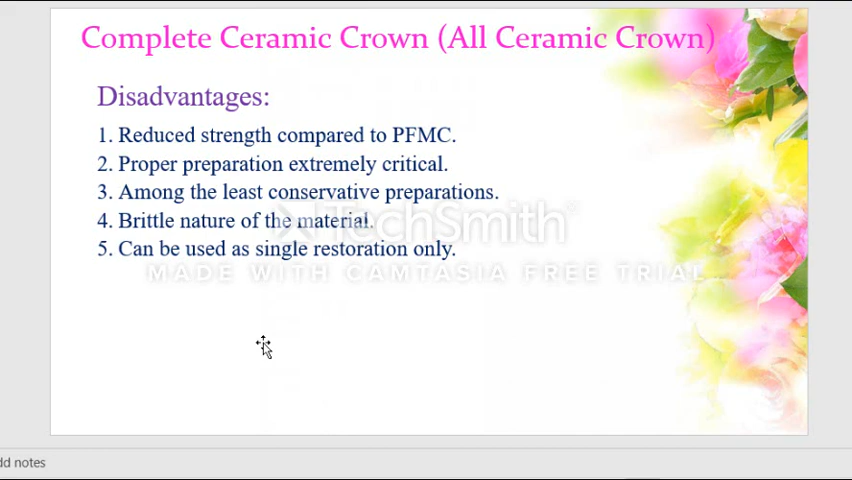 Complete Ceramic Crown (All Ceramic Crown)
Disadvantages:
1. Reduced strength compared to PFMC.
2. Proper preparation extremely critical.
3. Among the least conservative preparations.
4. Brittle nature of the material.
TechSmith®
5. Can be used as single restoration only.
MADE WITH CAMTASIA FREE TRIAL
dd notes